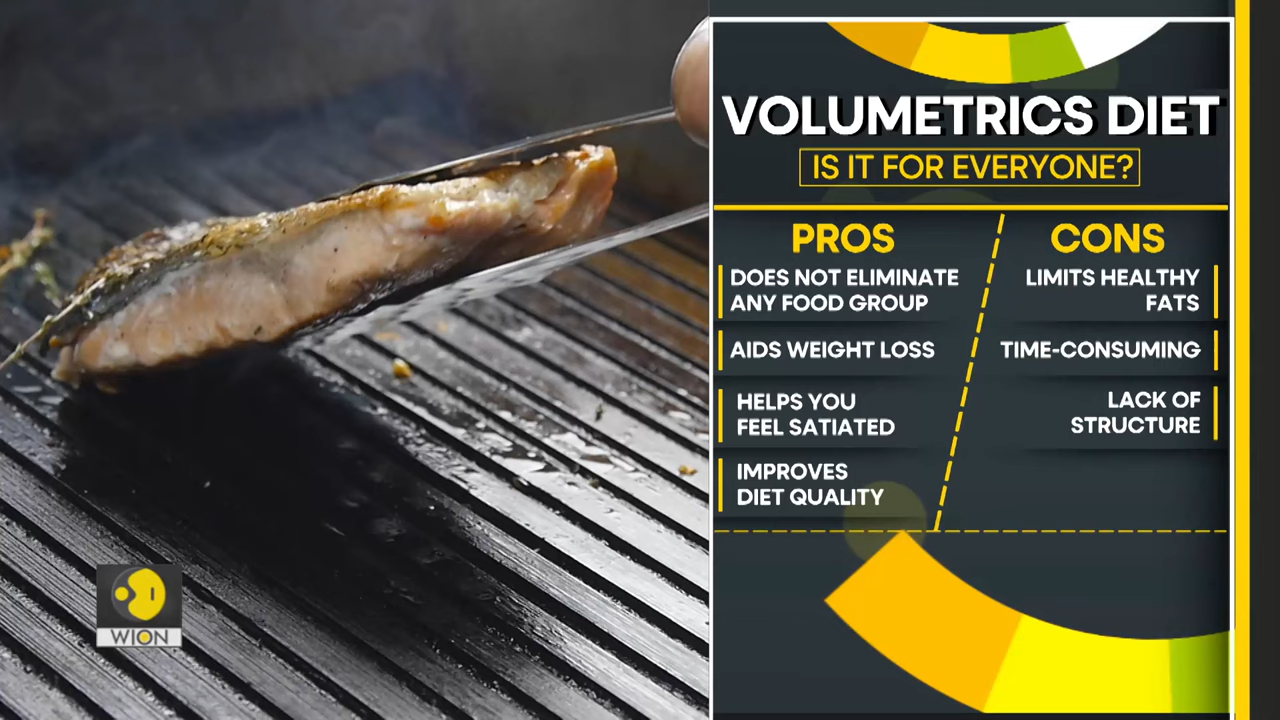 VOLUMETRICS DIET
IS IT FOR EVERYONE?
PROS
DOES NOT ELIMINATE
ANY FOOD GROUP
AIDS WEIGHT LOSS
HELPS YOU
FEEL SATIATED
IMPROVES
DIET QUALITY
CONS
LIMITS HEALTHY
FATS
TIME-CONSUMING
LACK OF
STRUCTURE
WION